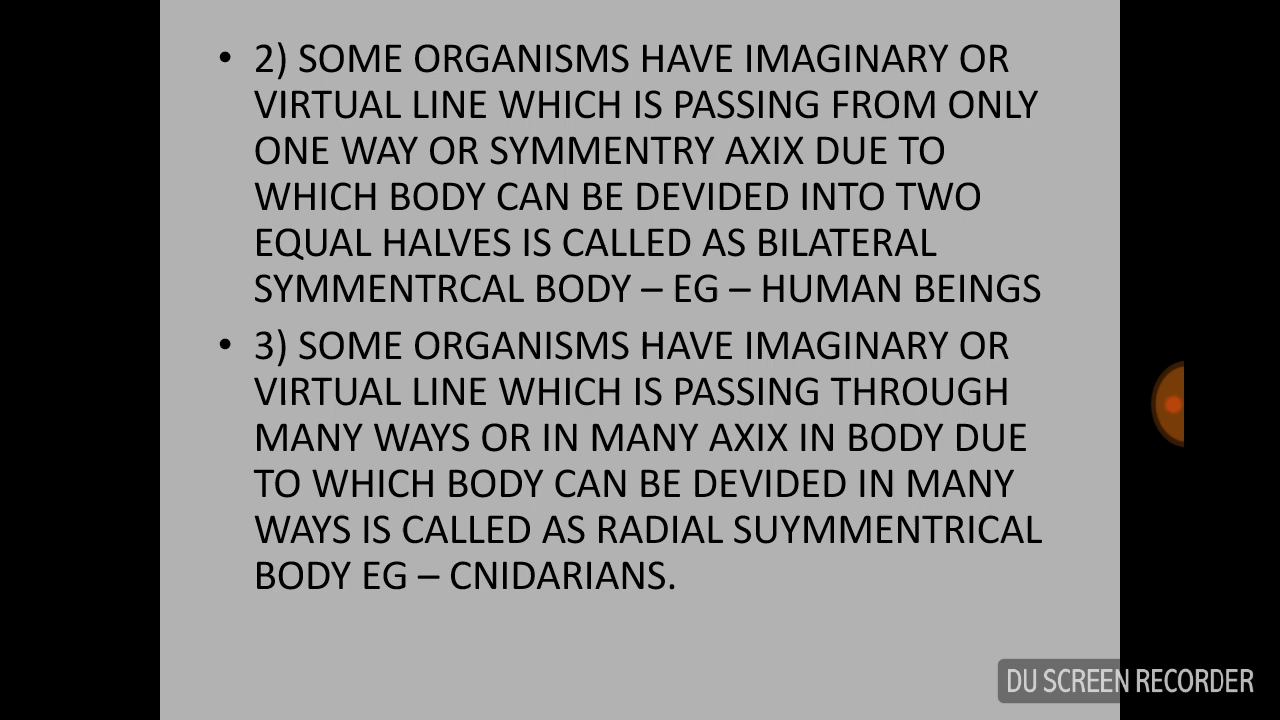 • 2) SOME ORGANISMS HAVE IMAGINARY OR
VIRTUAL LINE WHICH IS PASSING FROM ONLY
ONE WAY OR SYMMENTRY AXIX DUE TO
WHICH BODY CAN BE DEVIDED INTO TWO
EQUAL HALVES IS CALLED AS BILATERAL
SYMMENTRCAL BODY – EG – HUMAN BEINGS
• 3) SOME ORGANISMS HAVE IMAGINARY OR
VIRTUAL LINE WHICH IS PASSING THROUGH
MANY WAYS OR IN MANY AXIX IN BODY DUE
TO WHICH BODY CAN BE DEVIDED IN MANY
WAYS IS CALLED AS RADIAL SUYMMENTRICAL
BODY EG – CNIDARIANS.
DU SCREEN RECORDER